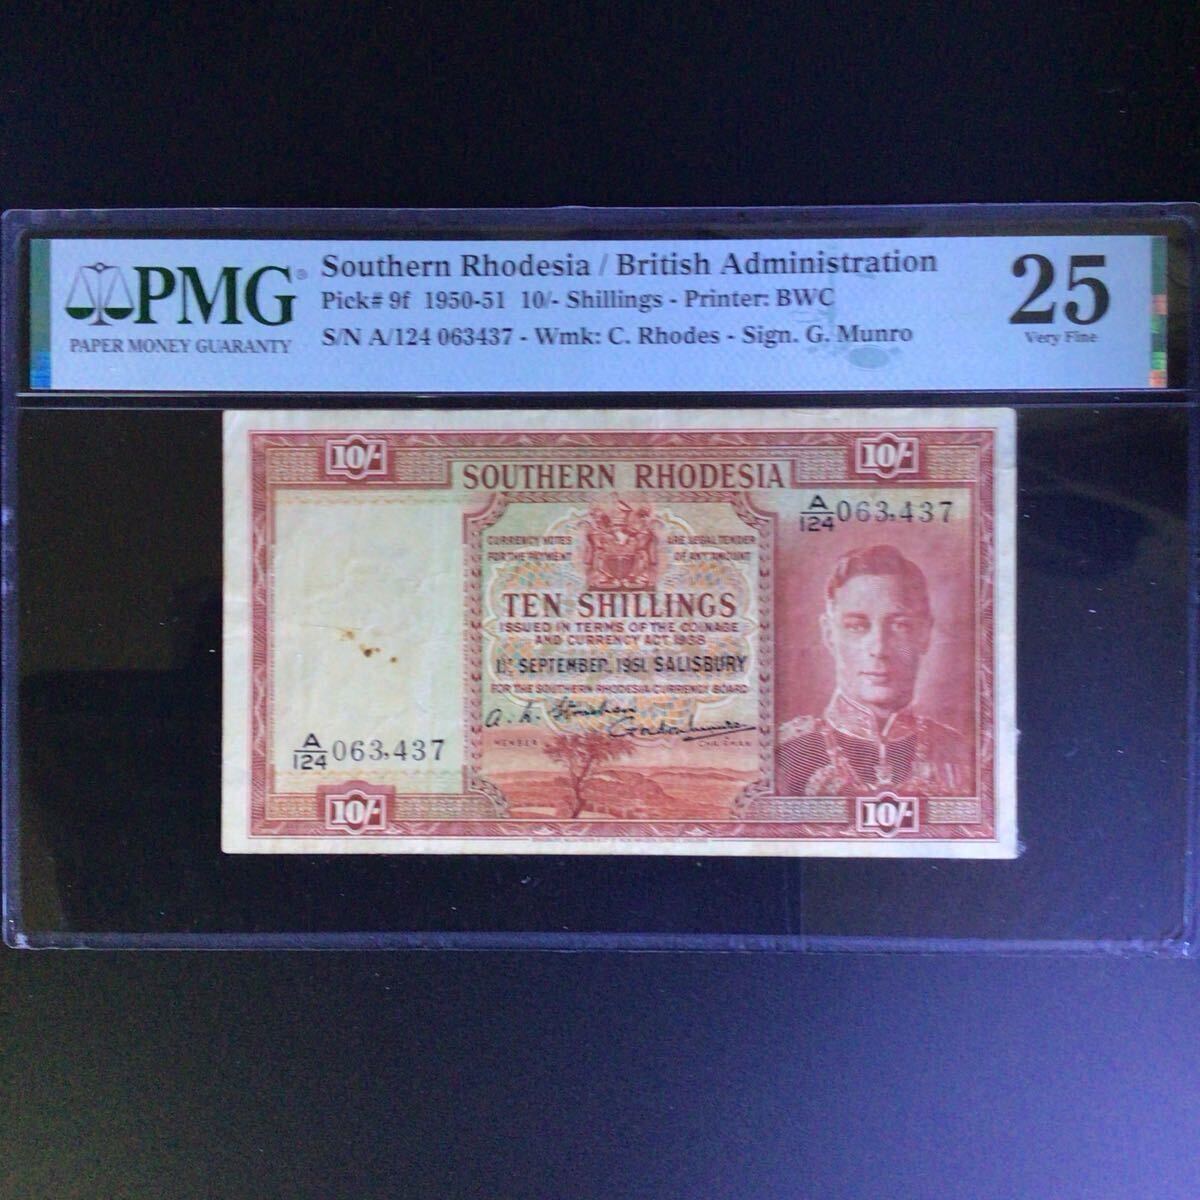 PMG®
PAPER MONEY GUARANTY
Southern Rhodesia / British Administration
Pick# 9f 1950-51 10/- Shillings - Printer: BWC
S/N A/124 063437 - Wmk: C. Rhodes - Sign. G. Munro
25
Very Fine
10/- 10/-
SOUTHERN RHODESIA
A/124 063,437
CURRENCY NOTES ARE LEGAL TENDER
FOR THE PAYMENT OF ANY AMOUNT
TEN SHILLINGS
ISSUED IN TERMS OF THE COINAGE
AND CURRENCY ACT 1938
1ST SEPTEMBER, 1951, SALISBURY
FOR THE SOUTHERN RHODESIA CURRENCY BOARD
MEMBER CHAIRMAN
A/124 063,437
10/- 10/-